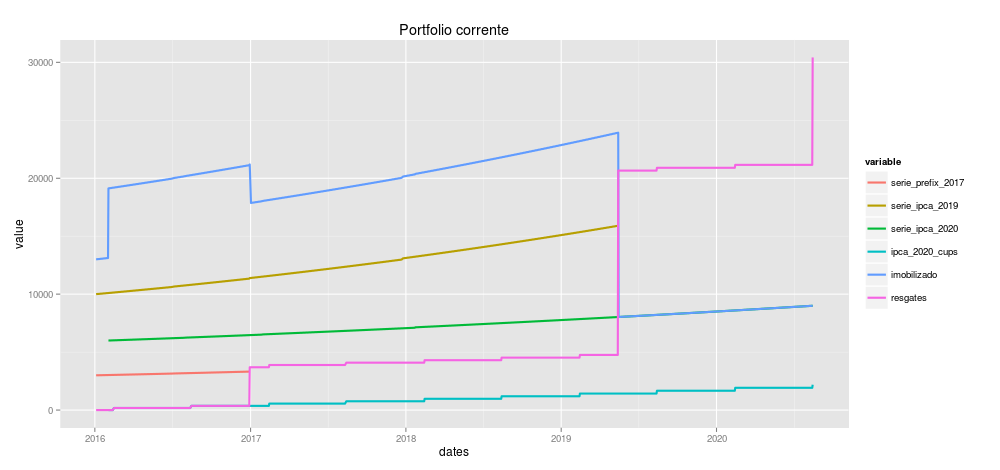 Portfolio corrente
value
30000
20000
10000
0
2016
2017
2018
2019
2020
dates
variable
serie_prefix_2017
serie_ipca_2019
serie_ipca_2020
ipca_2020_cups
imobilizado
resgates